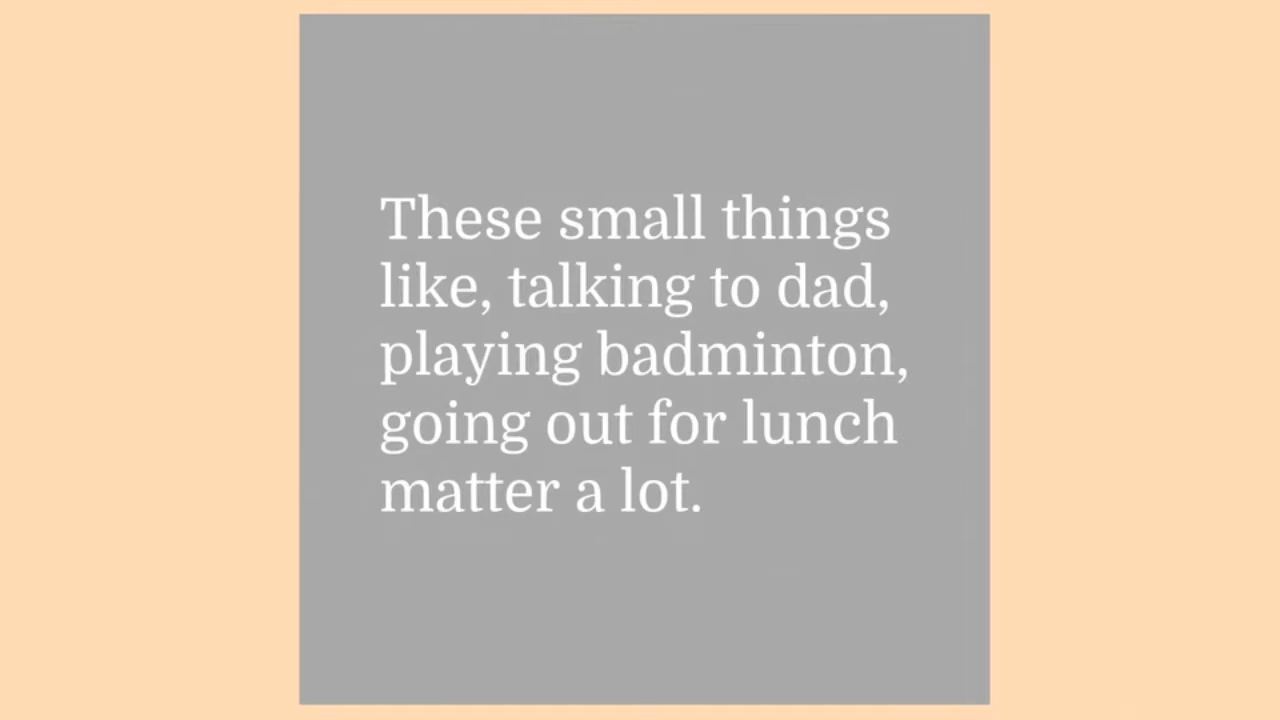 These small things
like, talking to dad,
playing badminton,
going out for lunch
matter a lot.